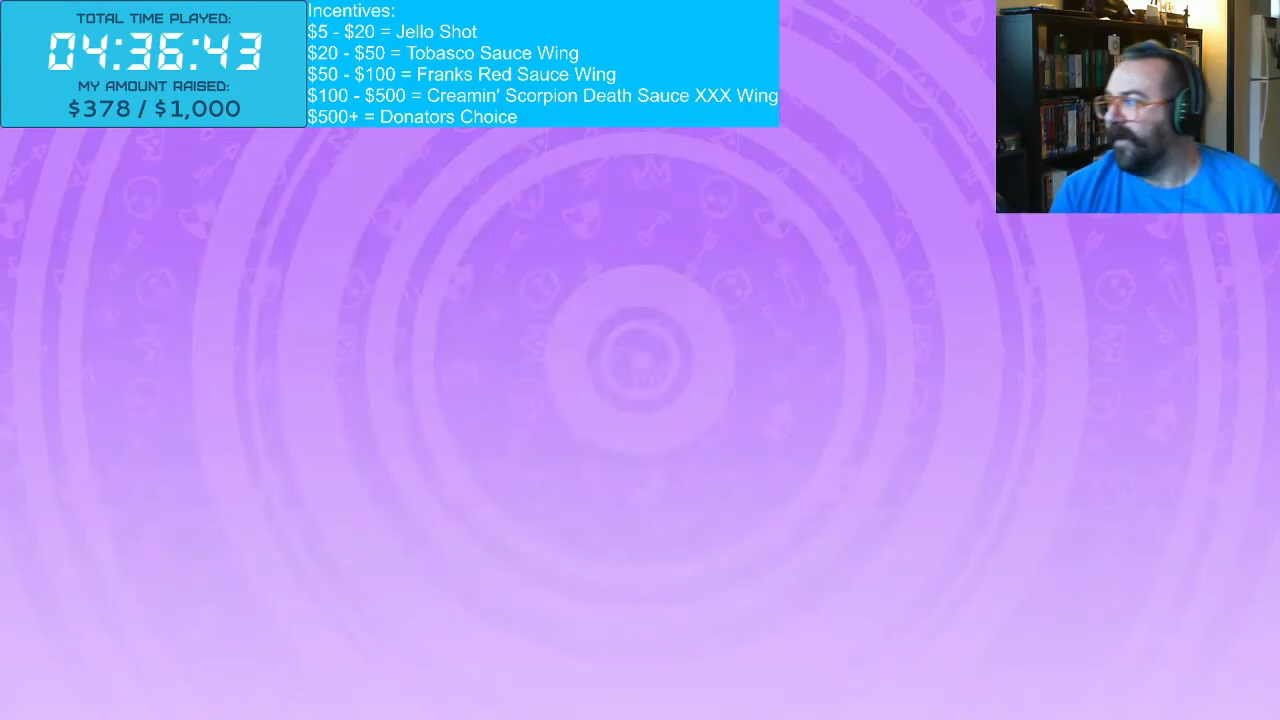 TOTAL TIME PLAYED:
04:36:43
MY AMOUNT RAISED:
$378 / $1,000
Incentives:
$5 - $20 = Jello Shot
$20 - $50 = Tobasco Sauce Wing
$50 - $100 = Franks Red Sauce Wing
$100 - $500 = Creamin' Scorpion Death Sauce XXX Wing
$500+ = Donators Choice